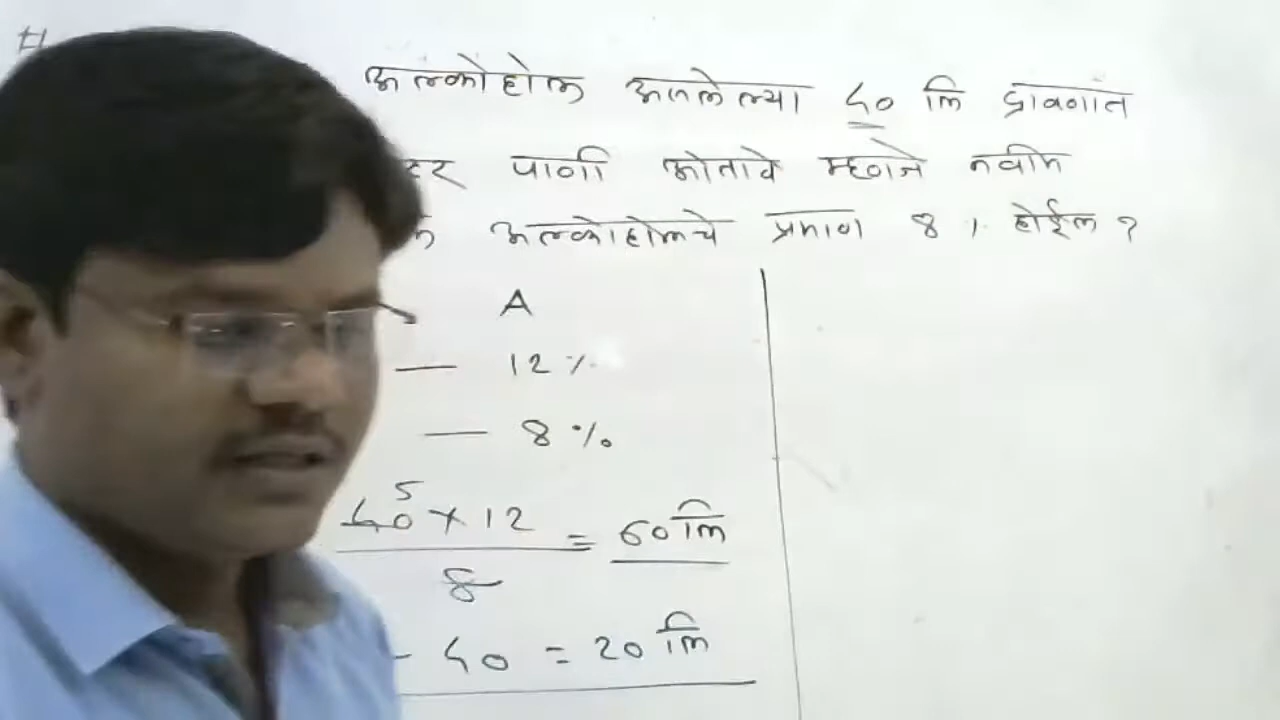 #
अल्कोहोल असलेल्या 40 लि द्रावणात
पाणी ओतावे म्हणजे नवीन
अल्कोहोलचे प्रमाण 8 % होईल ?
A
— 12 %
— 8 %
5
40 × 12 = 60 लि
8
- 40 = 20 लि